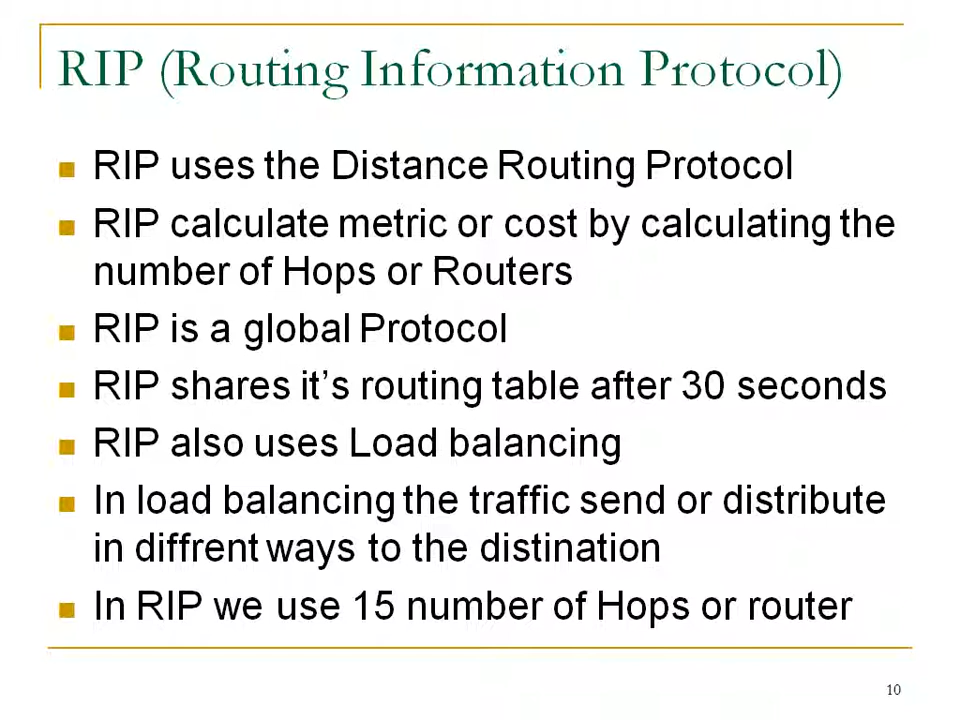 RIP (Routing Information Protocol)
RIP uses the Distance Routing Protocol
RIP calculate metric or cost by calculating the
number of Hops or Routers
RIP is a global Protocol
RIP shares it’s routing table after 30 seconds
RIP also uses Load balancing
In load balancing the traffic send or distribute
in diffrent ways to the distination
In RIP we use 15 number of Hops or router
10